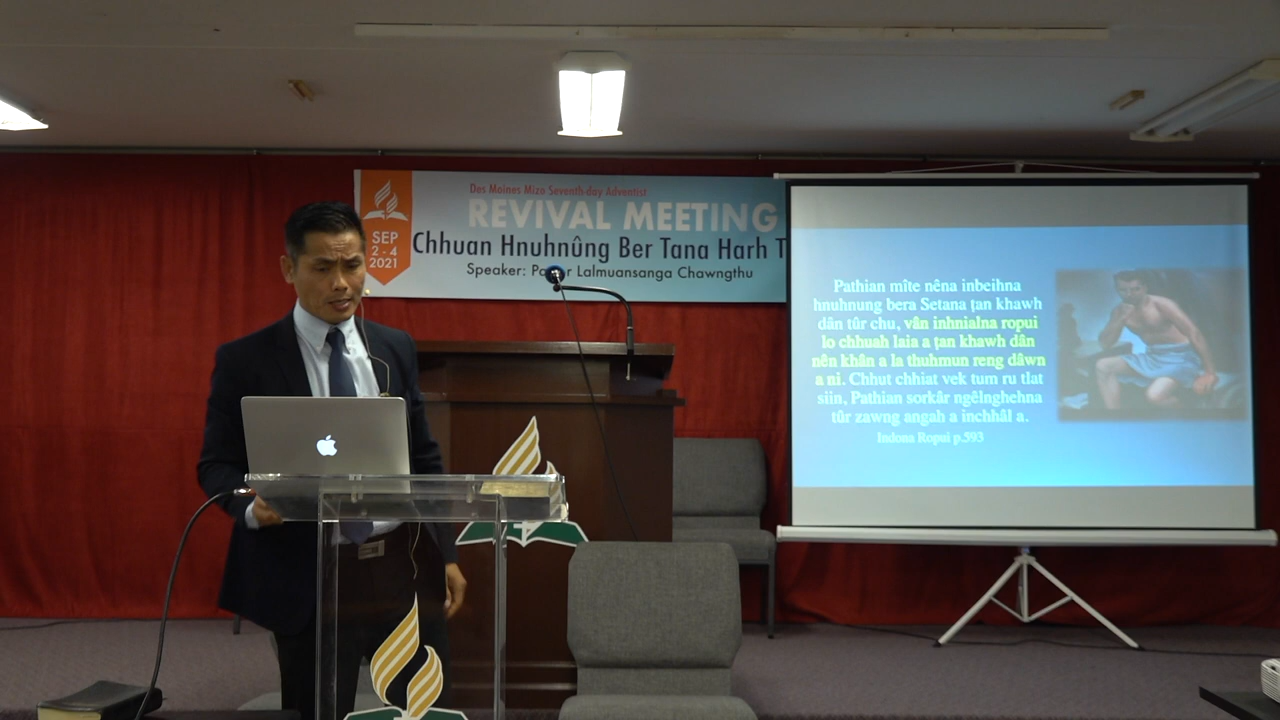 Des Moines Mizo Seventh-day Adventist
REVIVAL MEETING
SEP
2 - 4
2021
Chhuan Hnuhnûng Ber Tana Harh T
Speaker: Lalmuansanga Chawngthu
Pathian mîte nêna inbeihna
hnuhnung bera Setana ṭan khawh
dân tûr chu, vân inhnialna ropui
lo chhuah laia a ṭan khawh dân
nên khân a la thuhmun reng dâwn
a ni. Chhut chhiat vek tum ru tlat
siin, Pathian sorkâr ngêlnghehna
tûr zawng angah a inchhâl a.
Indona Ropui p.593